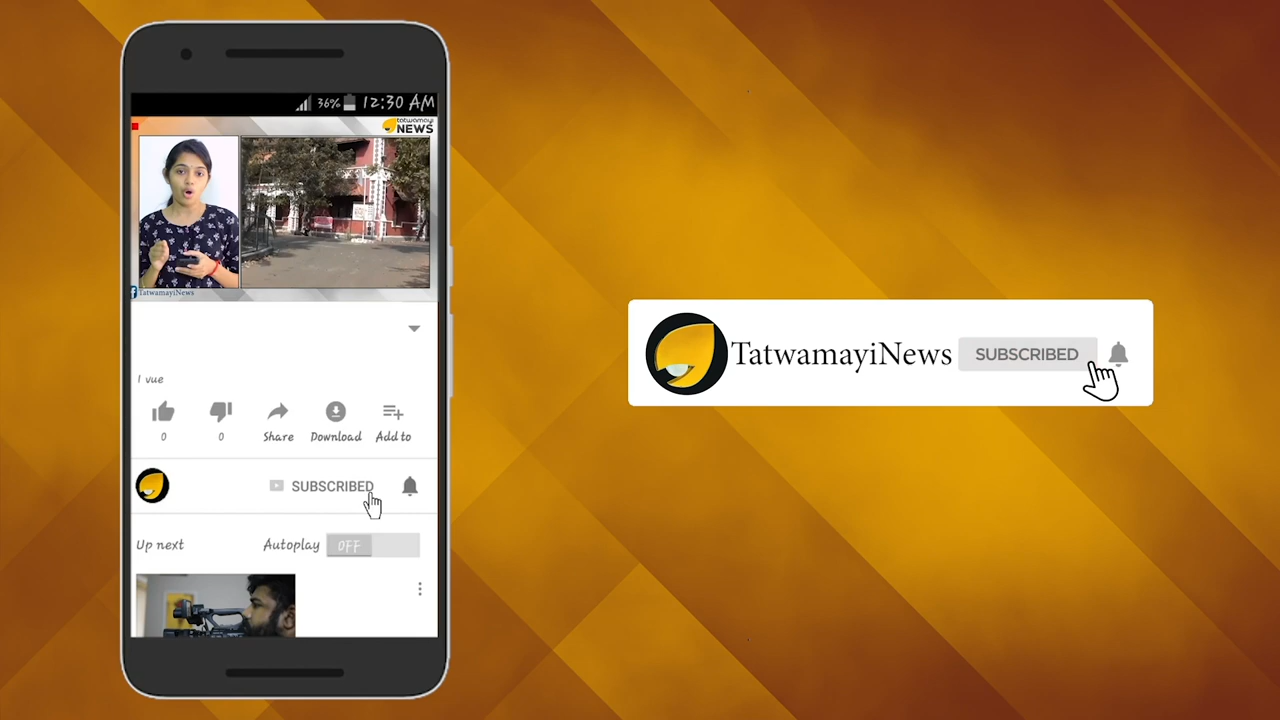 36% 12:30 AM
tatwamayi
NEWS
TatwamayiNews
1 vue
0 0 Share Download Add to
SUBSCRIBED
Up next Autoplay OFF
TatwamayiNews SUBSCRIBED